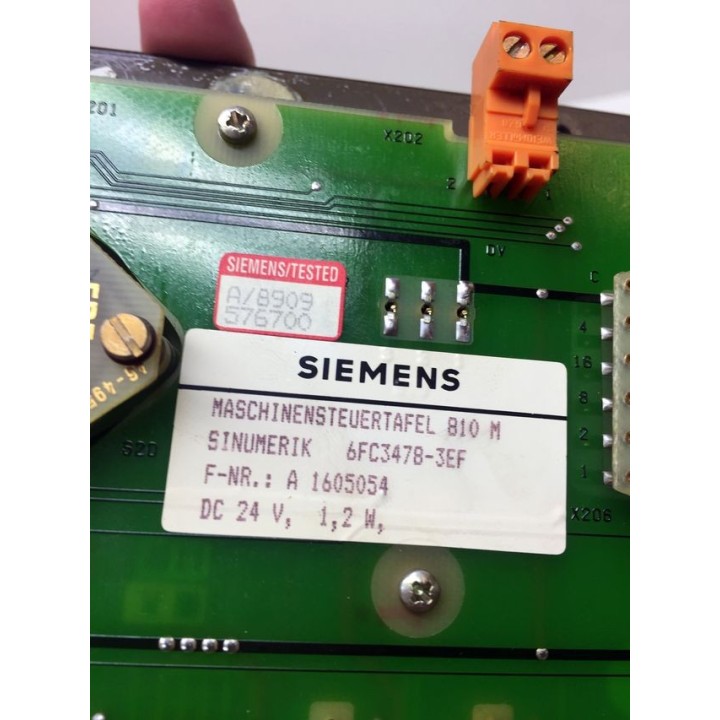 201
X202
2
1
0V
SIEMENS/TESTED
A/8909
576700
C
4
16
8
2
1
X206
S20
SIEMENS
MASCHINENSTEUERTAFEL 810 M
SINUMERIK 6FC3478-3EF
F-NR.: A 1605054
DC 24 V, 1,2 W,